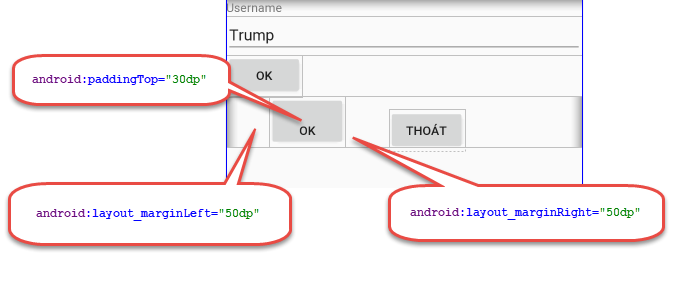 Username
Trump
OK
android:paddingTop="30dp"
OK
THOÁT
android:layout_marginLeft="50dp"
android:layout_marginRight="50dp"